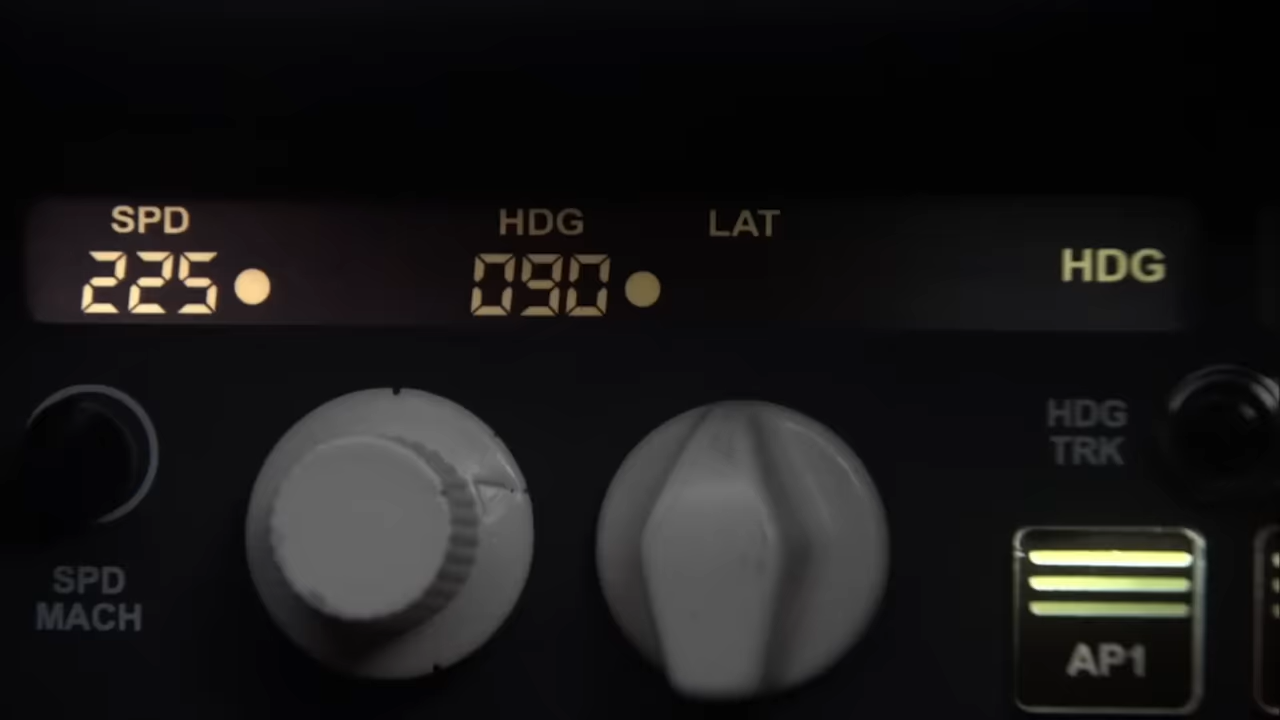 SPD HDG LAT
225 090 HDG
HDG
TRK
SPD
MACH
AP1